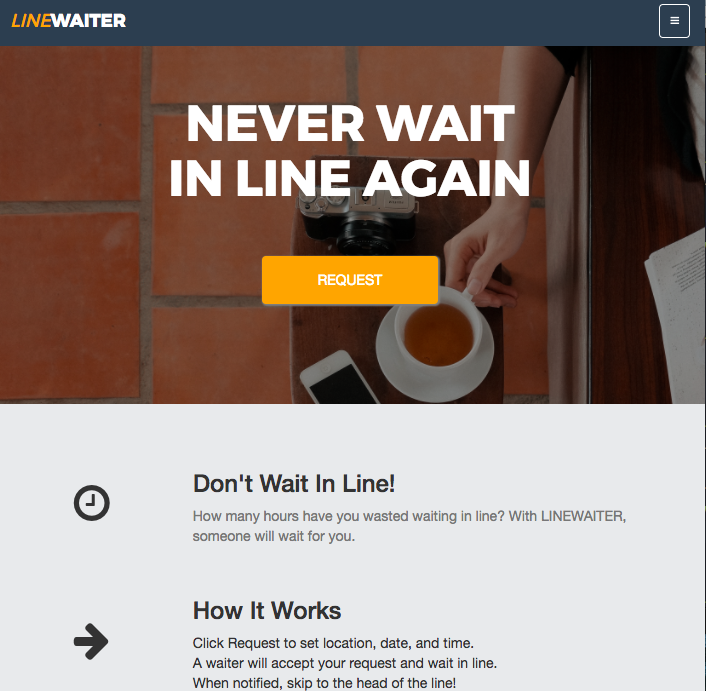 LINEWAITER
NEVER WAIT
IN LINE AGAIN
REQUEST
Don't Wait In Line!
How many hours have you wasted waiting in line? With LINEWAITER,
someone will wait for you.
How It Works
Click Request to set location, date, and time.
A waiter will accept your request and wait in line.
When notified, skip to the head of the line!